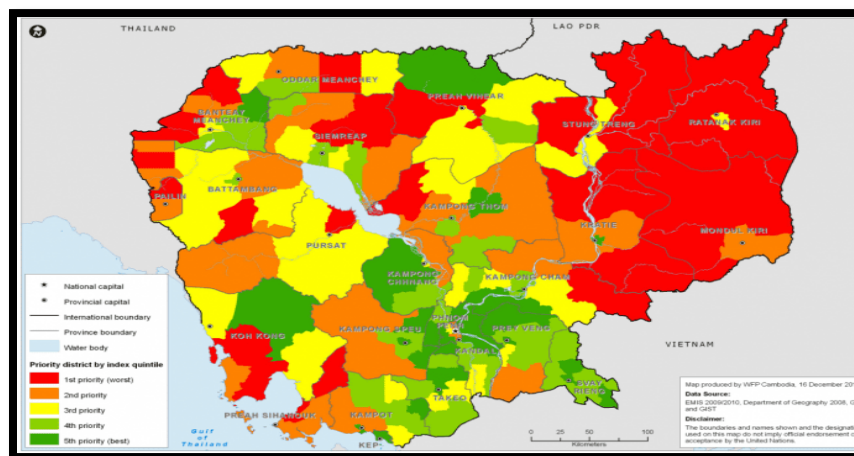 THAILAND
LAO PDR
ODDAR MEANCHEY
PREAH VIHEAR
BANTEAY
MEANCHEY
STUNG TRENG
RATANAK KIRI
SIEMREAP
BATTAMBANG
PAILIN
KAMPONG THOM
KRATIE
MONDUL KIRI
PURSAT
KAMPONG
CHHNANG
KAMPONG CHAM
PHNOM
PENH
KOH KONG
KAMPONG SPEU
PREY VENG
KANDAL
VIETNAM
SVAY
RIENG
TAKEO
PREAH SIHANOUK
KAMPOT
KEP
Gulf
of
Thailand
National capital
Provincial capital
International boundary
Province boundary
Water body
Priority district by index quintile
1st priority (worst)
2nd priority
3rd priority
4th priority
5th priority (best)
0 25 50 100
Kilometers
Map produced by WFP Cambodia, 16 December 201
Data Source:
EMIS 2009/2010, Department of Geography 2008, G
and GIST
Disclaimer:
The boundaries and names shown and the designati
used on this map do not imply official endorsement o
acceptance by the United Nations.